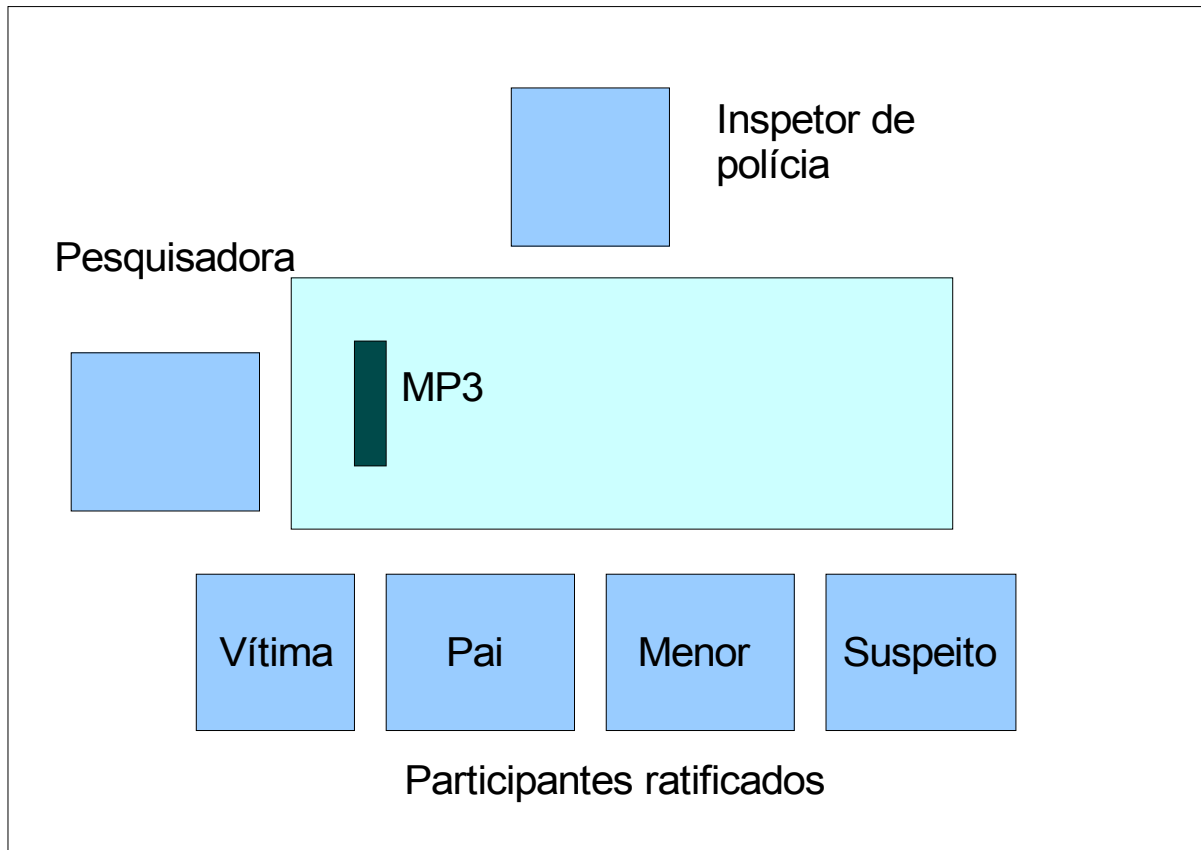 Inspetor de
polícia
Pesquisadora
MP3
Vítima
Pai
Menor
Suspeito
Participantes ratificados